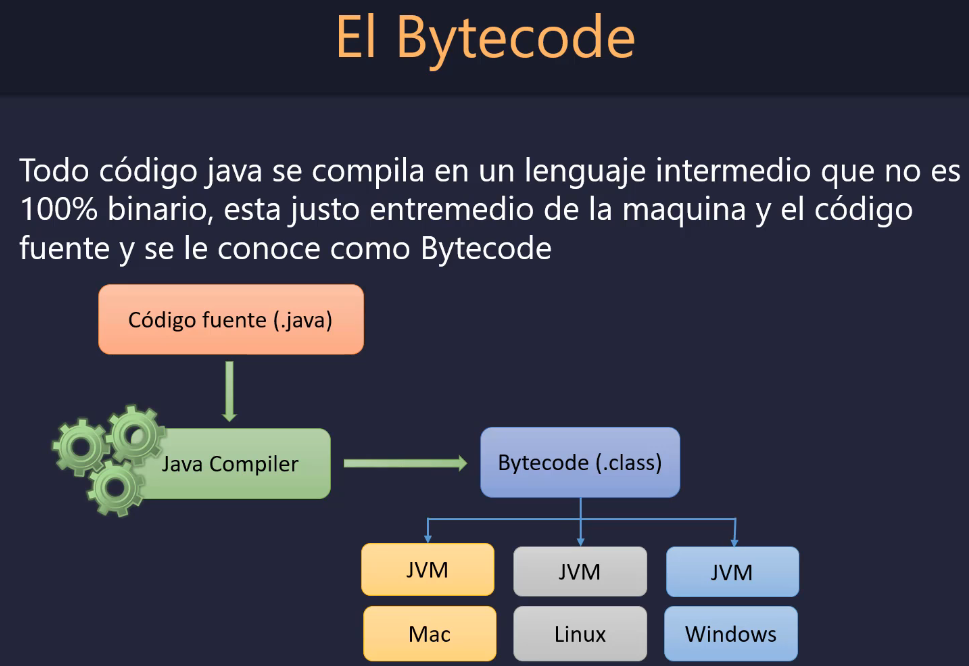 El Bytecode
Todo código java se compila en un lenguaje intermedio que no es
100% binario, esta justo entremedio de la maquina y el código
fuente y se le conoce como Bytecode
Código fuente (.java)
Java Compiler
Bytecode (.class)
JVM
JVM
JVM
Mac
Linux
Windows